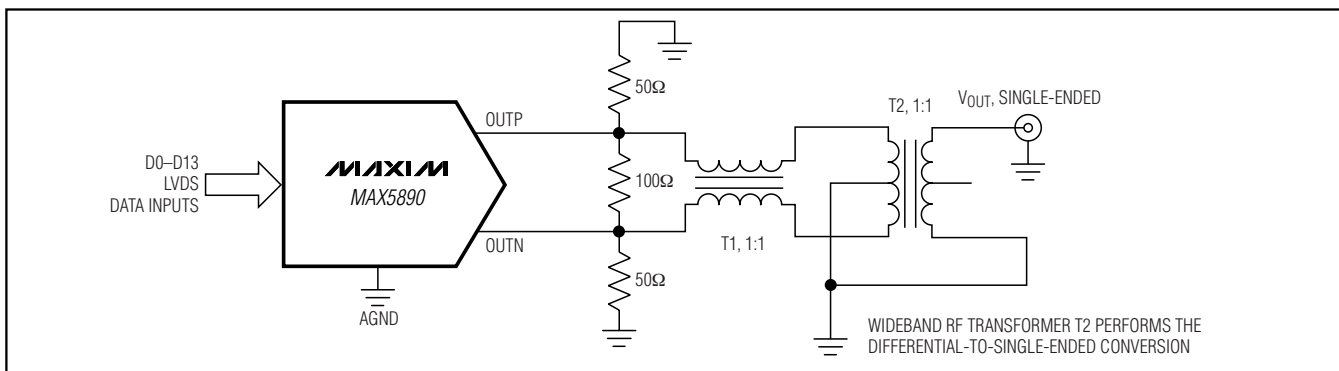 50Ω
T2, 1:1
V_OUT, SINGLE-ENDED
OUTP
D0–D13
LVDS
DATA INPUTS
MAXIM
MAX5890
100Ω
OUTN
T1, 1:1
50Ω
AGND
WIDEBAND RF TRANSFORMER T2 PERFORMS THE
DIFFERENTIAL-TO-SINGLE-ENDED CONVERSION